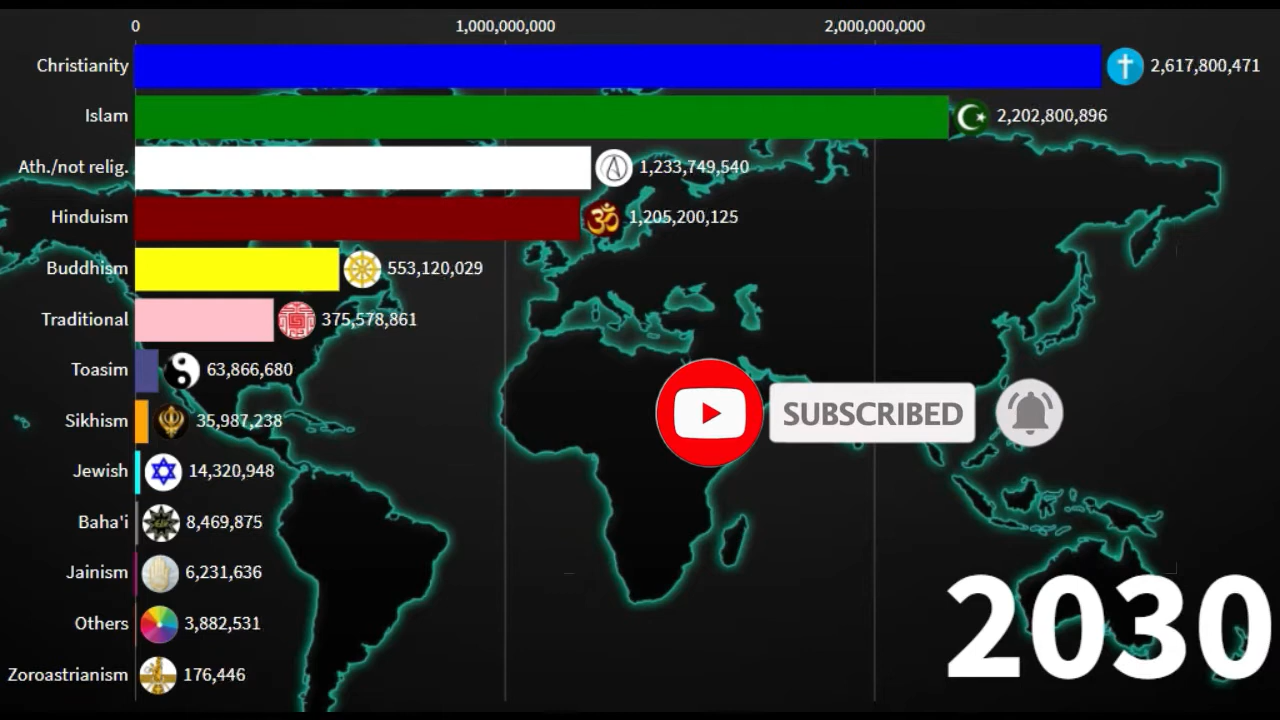 0 1,000,000,000 2,000,000,000
Christianity 2,617,800,471
Islam 2,202,800,896
Ath./not relig. 1,233,749,540
Hinduism 1,205,200,125
Buddhism 553,120,029
Traditional 375,578,861
Toasim 63,866,680
SUBSCRIBED
Sikhism 35,987,238
Jewish 14,320,948
Baha'i 8,469,875
Jainism 6,231,636
Others 3,882,531
Zoroastrianism 176,446
2030